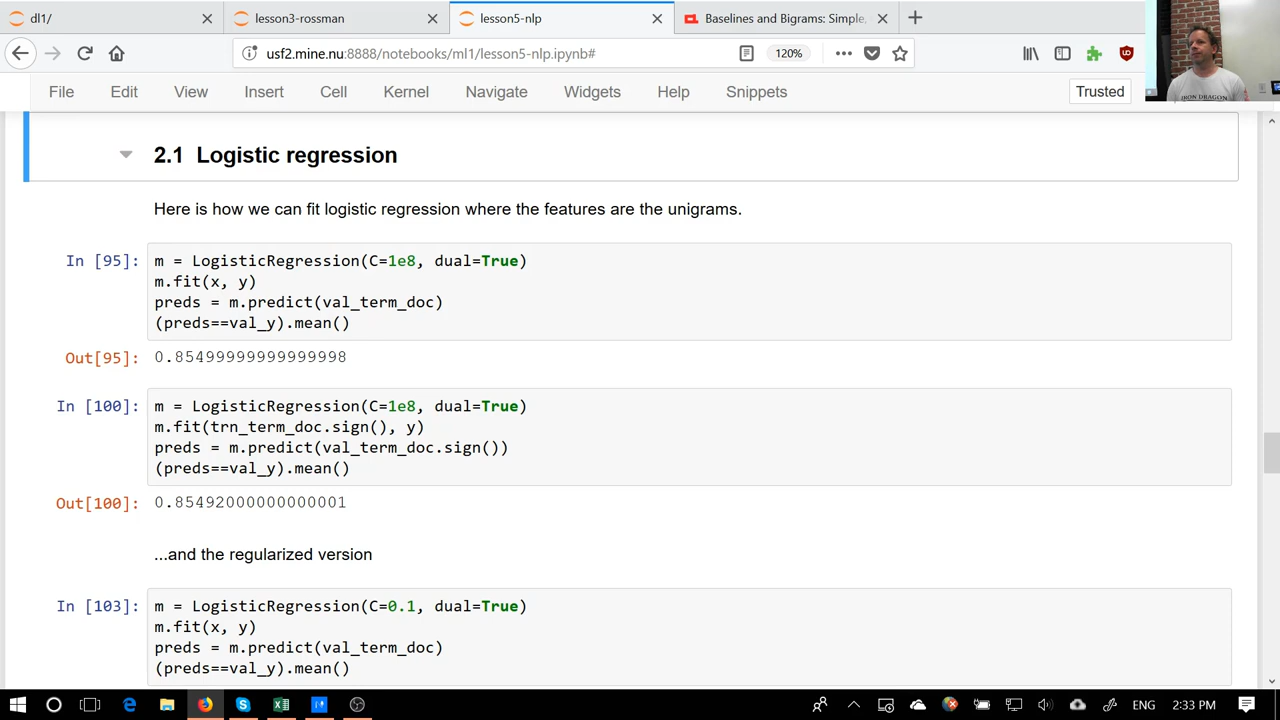 dl1/
lesson3-rossman
lesson5-nlp
Baselines and Bigrams: Simple,
usf2.mine.nu:8888/notebooks/ml1/lesson5-nlp.ipynb#
120%
IRON DRAGON
File Edit View Insert Cell Kernel Navigate Widgets Help Snippets
Trusted
2.1 Logistic regression
Here is how we can fit logistic regression where the features are the unigrams.
In [95]: m = LogisticRegression(C=1e8, dual=True)
m.fit(x, y)
preds = m.predict(val_term_doc)
(preds==val_y).mean()
Out[95]: 0.85499999999999998
In [100]: m = LogisticRegression(C=1e8, dual=True)
m.fit(trn_term_doc.sign(), y)
preds = m.predict(val_term_doc.sign())
(preds==val_y).mean()
Out[100]: 0.85492000000000001
...and the regularized version
In [103]: m = LogisticRegression(C=0.1, dual=True)
m.fit(x, y)
preds = m.predict(val_term_doc)
(preds==val_y).mean()
ENG 2:33 PM